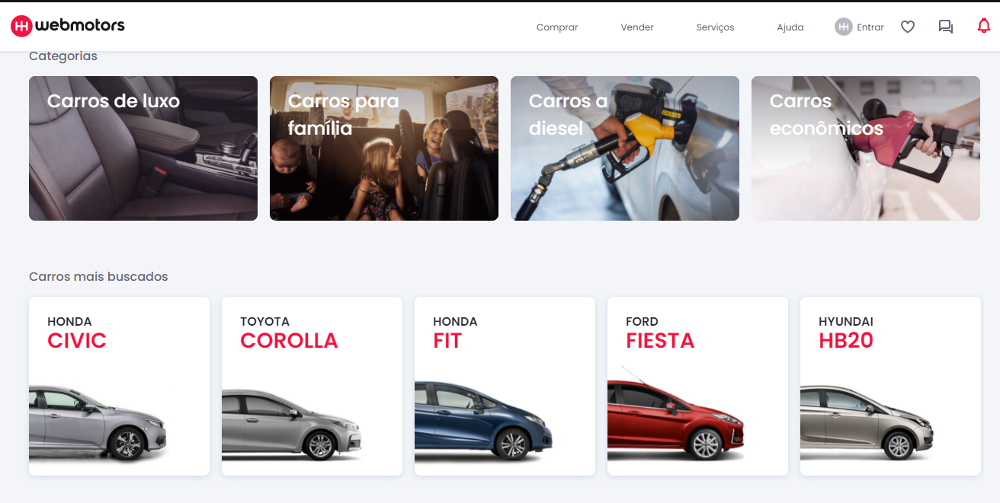 webmotors
Comprar
Vender
Serviços
Ajuda
Entrar
Categorias
Carros de luxo
Carros para
família
Carros a
diesel
Carros
econômicos
DIESEL
Carros mais buscados
HONDA
CIVIC
TOYOTA
COROLLA
HONDA
FIT
FORD
FIESTA
HYUNDAI
HB20